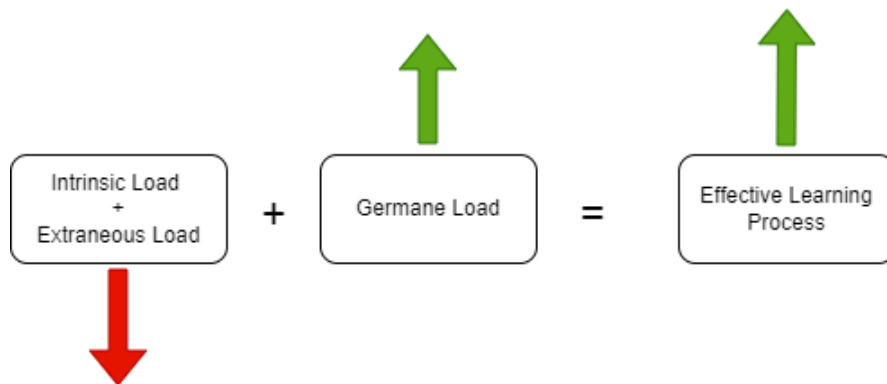 Intrinsic Load
+
Extraneous Load
+
Germane Load
=
Effective Learning
Process